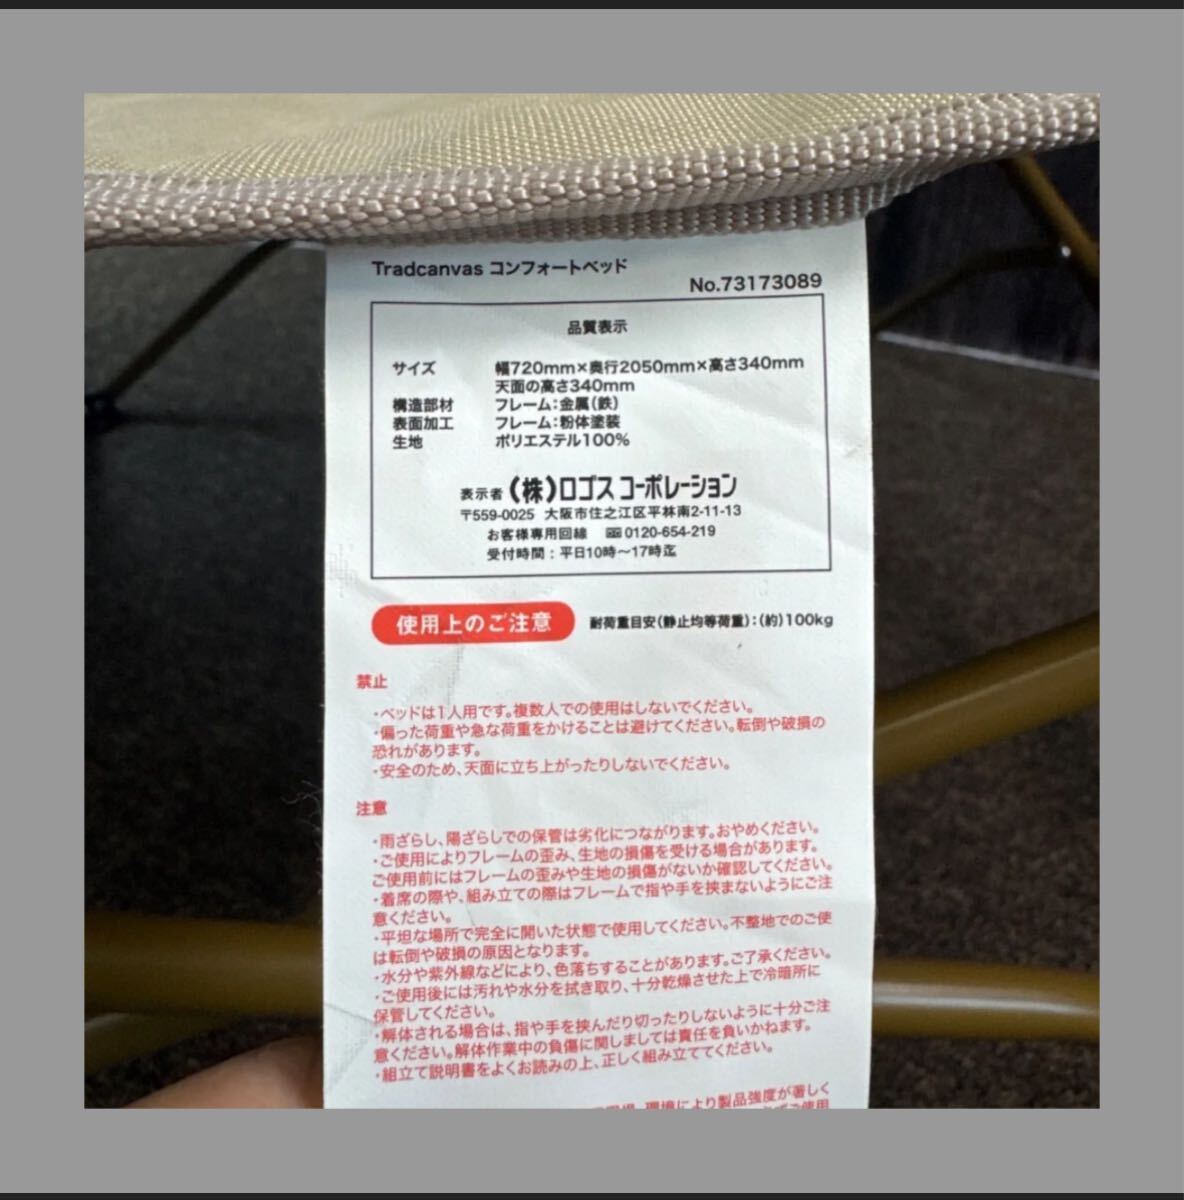 Tradcanvas コンフォートベッド
No.73173089
品質表示
サイズ 幅720mm×奥行2050mm×高さ340mm
天面の高さ340mm
構造部材 フレーム:金属(鉄)
表面加工 フレーム:粉体塗装
生地 ポリエステル100%
表示者 (株)ロゴス コーポレーション
〒559-0025 大阪市住之江区平林南2-11-13
お客様専用回線 0120-654-219
受付時間:平日10時〜17時迄
使用上のご注意 耐荷重目安(静止均等荷重):(約)100kg
禁止
・ベッドは1人用です。複数人での使用はしないでください。
・偏った荷重や急な荷重をかけることは避けてください。転倒や破損の
恐れがあります。
・安全のため、天面に立ち上がったりしないでください。
注意
・雨ざらし、陽ざらしでの保管は劣化につながります。おやめください。
・ご使用によりフレームの歪み、生地の損傷を受ける場合があります。
ご使用前にはフレームの歪みや生地の損傷がないか確認してください。
・着席の際や、組み立ての際はフレームで指や手を挟まないようにご注
意ください。
・平坦な場所で完全に開いた状態で使用してください。不整地でのご使
は転倒や破損の原因となります。
・水分や紫外線などにより、色落ちすることがあります。ご了承ください。
・ご使用後には汚れや水分を拭き取り、十分乾燥させた上で冷暗所に
保管してください。
・解体される場合は、指や手を挟んだり切ったりしないように十分ご注
意ください。解体作業中の負傷に関しましては責任を負いかねます。
・組立て説明書をよくお読みの上、正しく組み立ててください。
環境により製品強度が著しく
ご使用